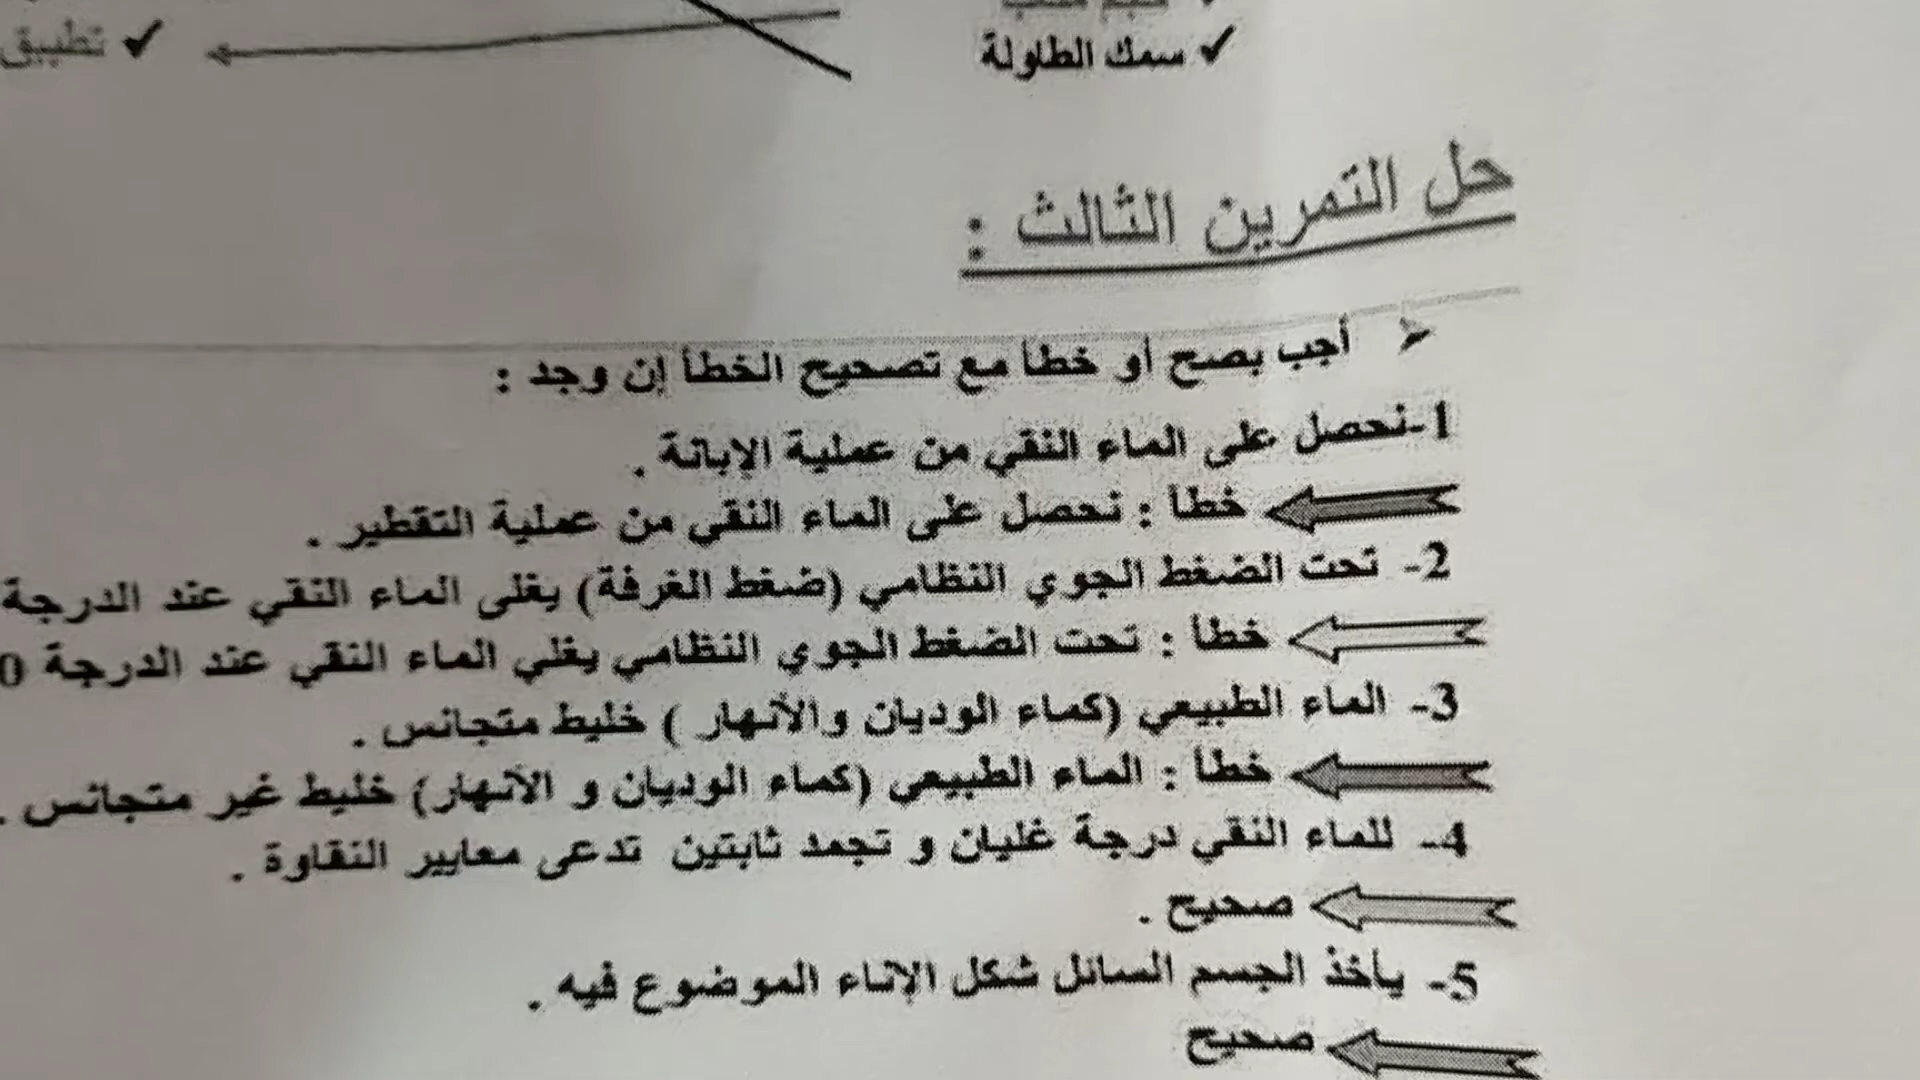 ✓ سمك الطاولة
✓ تطبيق
حل التمرين الثالث :
➤ أجب بصح أو خطأ مع تصحيح الخطأ إن وجد :
1-نحصل على الماء النقي من عملية الإبانة .
خطأ : نحصل على الماء النقي من عملية التقطير .
2- تحت الضغط الجوي النظامي (ضغط الغرفة) يغلى الماء النقي عند الدرجة
خطأ : تحت الضغط الجوي النظامي يغلي الماء النقي عند الدرجة 0
3- الماء الطبيعي (كماء الوديان والأنهار ) خليط متجانس .
خطأ : الماء الطبيعي (كماء الوديان و الأنهار) خليط غير متجانس .
4- للماء النقي درجة غليان و تجمد ثابتين تدعى معايير النقاوة .
صحيح .
5- يأخذ الجسم السائل شكل الإناء الموضوع فيه .
صحيح